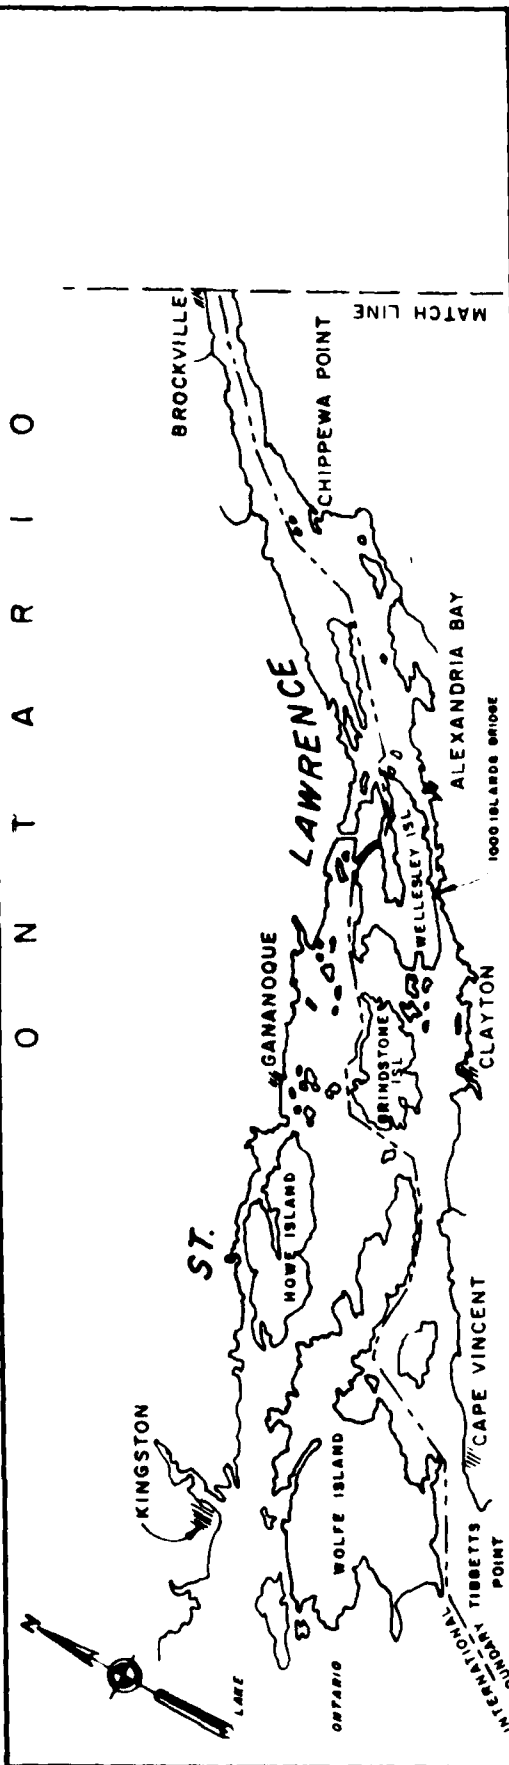 ONTARIO
BROCKVILLE
MATCH LINE
CHIPPEWA POINT
ST. LAWRENCE
ALEXANDRIA BAY
1000 ISLANDS BRIDGE
WELLESLEY ISL
GANANOQUE
GRINDSTONE
ISL
CLAYTON
HOWE ISLAND
KINGSTON
WOLFE ISLAND
CAPE VINCENT
TIBBETTS
POINT
INTERNATIONAL
LAKE
ONTARIO
N